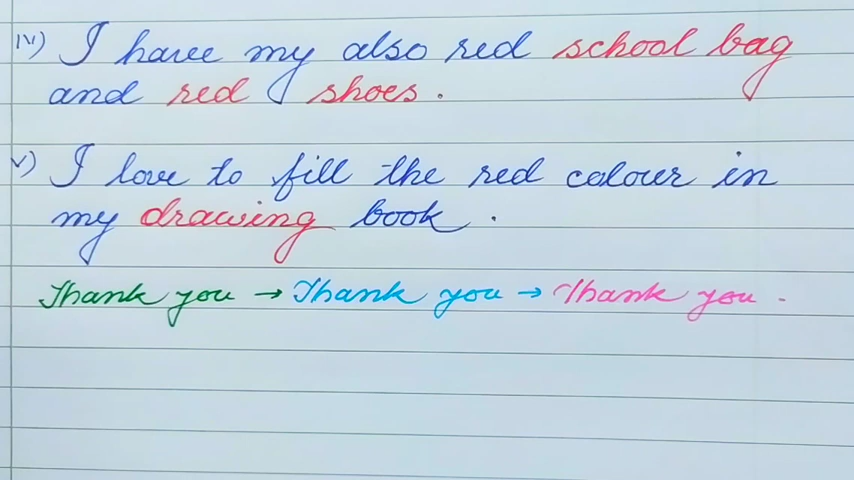 iv) I have my also red school bag
and red shoes.
v) I love to fill the red colour in
my drawing book.
Thank you → Thank you → Thank you.